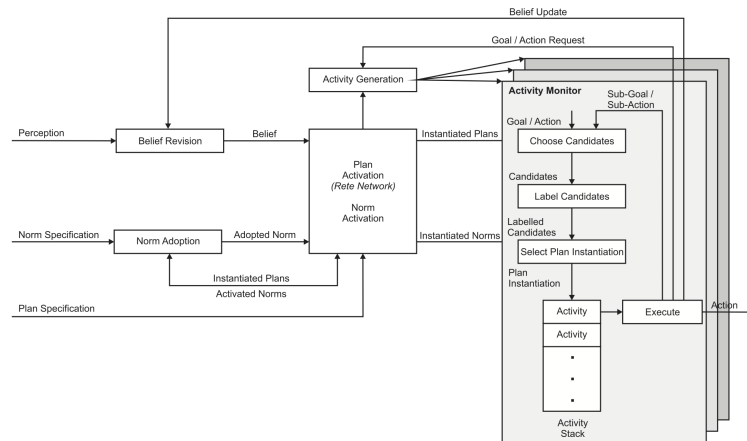 Belief Update
Goal / Action Request
Activity Generation
Activity Monitor
Sub-Goal /
Sub-Action
Goal / Action
Perception
Belief Revision
Belief
Instantiated Plans
Choose Candidates
Plan
Activation
(Rete Network)
Norm
Activation
Candidates
Label Candidates
Labelled
Candidates
Norm Specification
Norm Adoption
Adopted Norm
Instantiated Norms
Select Plan Instantiation
Plan
Instantiation
Instantiated Plans
Activated Norms
Plan Specification
Activity
Execute
Action
Activity
Activity
Stack